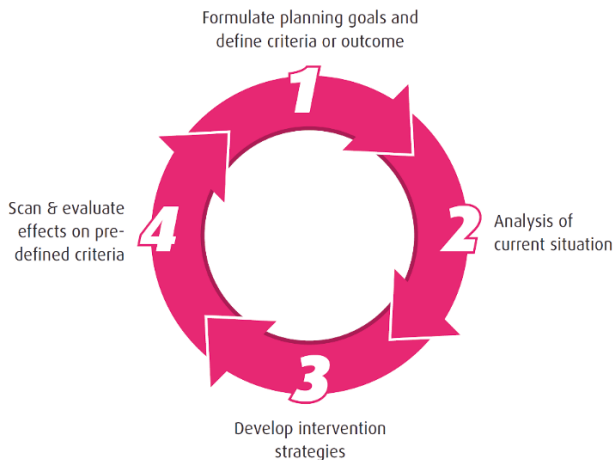 Formulate planning goals and
define criteria or outcome
1
2
Analysis of
current situation
3
Develop intervention
strategies
4
Scan & evaluate
effects on pre-
defined criteria